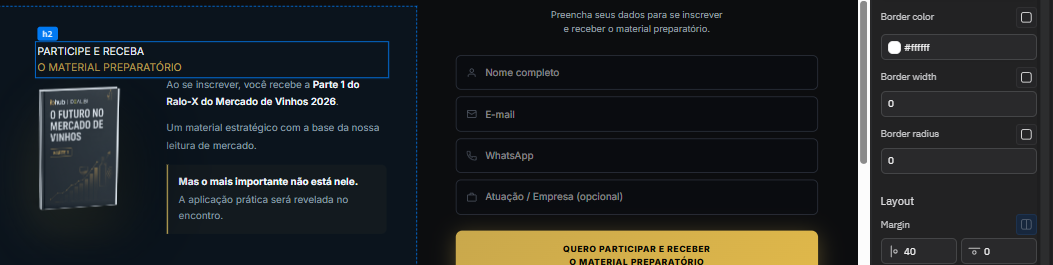 h2
PARTICIPE E RECEBA
O MATERIAL PREPARATÓRIO
Ao se inscrever, você recebe a Parte 1 do
Ralo-X do Mercado de Vinhos 2026.
O FUTURO NO
MERCADO DE
VINHOS
Um material estratégico com a base da nossa
leitura de mercado.
Mas o mais importante não está nele.
A aplicação prática será revelada no
encontro.
Preencha seus dados para se inscrever
e receber o material preparatório.
Nome completo
E-mail
WhatsApp
Atuação / Empresa (opcional)
QUERO PARTICIPAR E RECEBER
O MATERIAL PREPARATÓRIO
Border color
#ffffff
Border width
0
Border radius
0
Layout
Margin
40
0